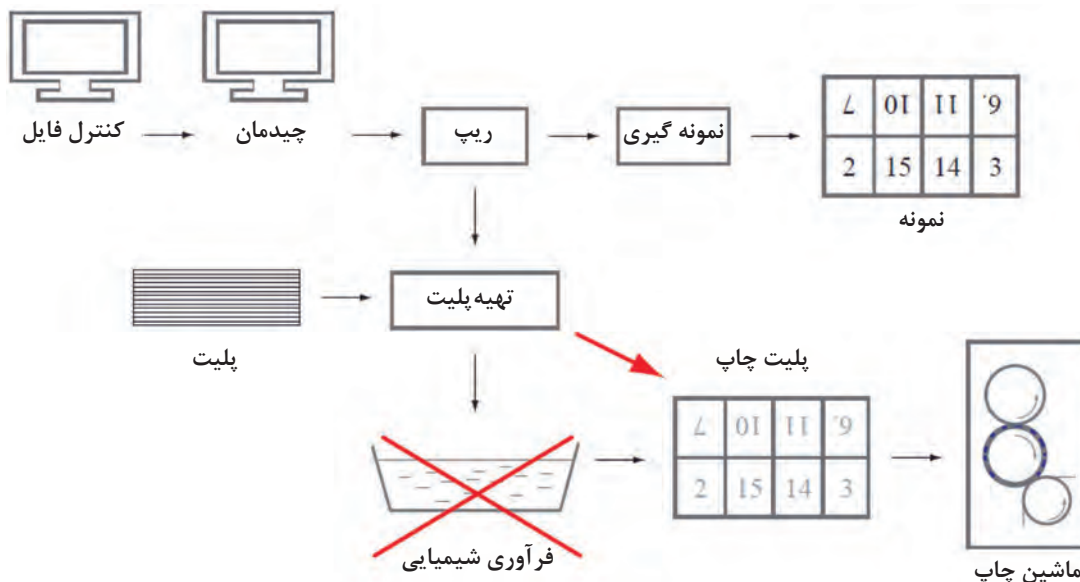 کنترل فایل
چیدمان
ریپ
نمونه گیری
7 10 11 6.
2 15 14 3
نمونه
تهیه پلیت
پلیت
پلیت چاپ
7 10 11 6.
2 15 14 3
فرآوری شیمیایی
ماشین چاپ